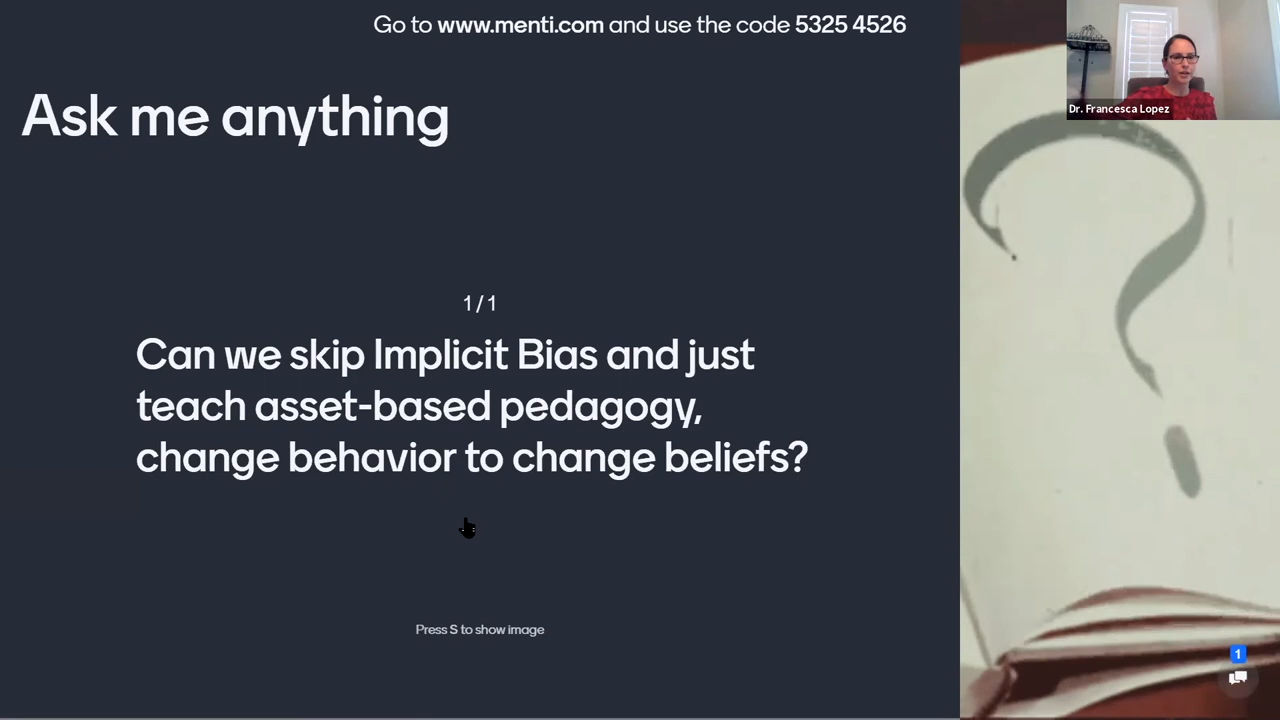 Go to www.menti.com and use the code 5325 4526
Dr. Francesca Lopez
Ask me anything
1/1
Can we skip Implicit Bias and just
teach asset-based pedagogy,
change behavior to change beliefs?
Press S to show image
1